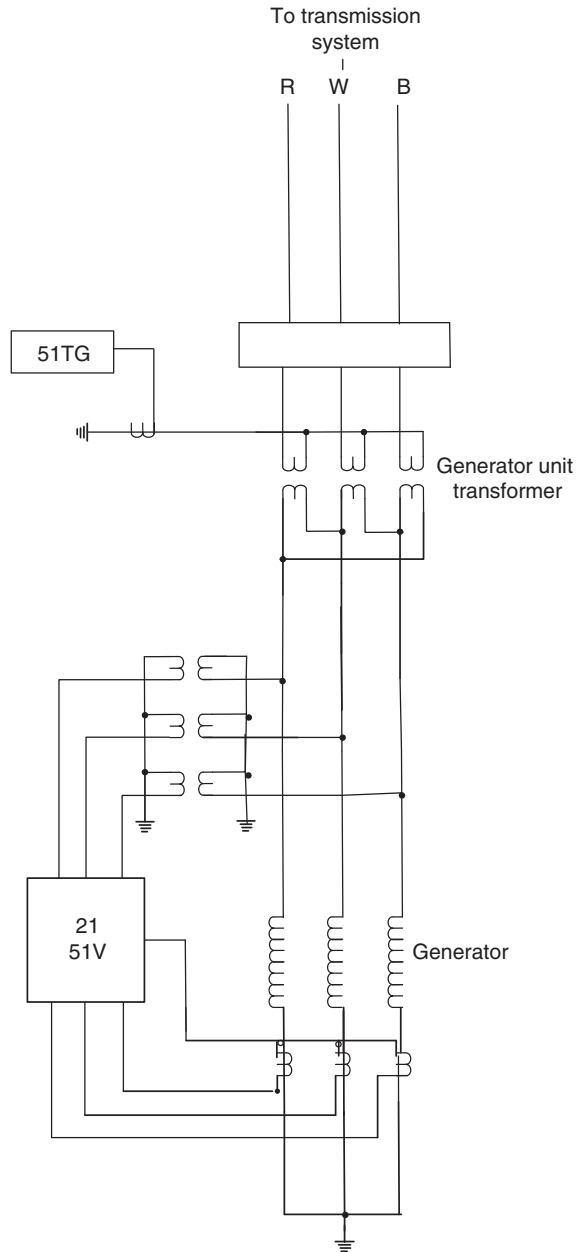 To transmission
system
R W B
51TG
Generator unit
transformer
21
51V
Generator